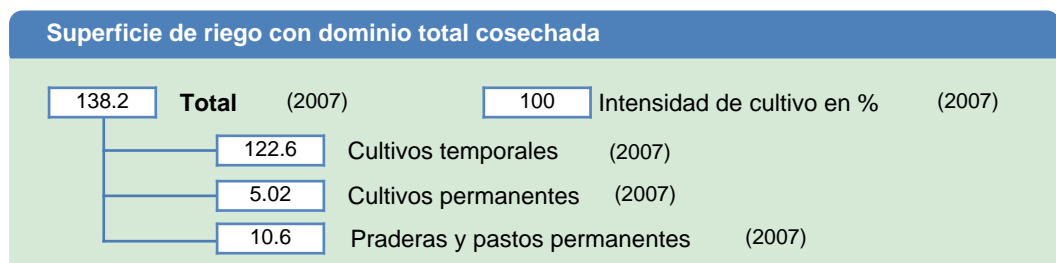 Superficie de riego con dominio total cosechada
138.2 Total (2007) 100 Intensidad de cultivo en % (2007)
122.6 Cultivos temporales (2007)
5.02 Cultivos permanentes (2007)
10.6 Praderas y pastos permanentes (2007)